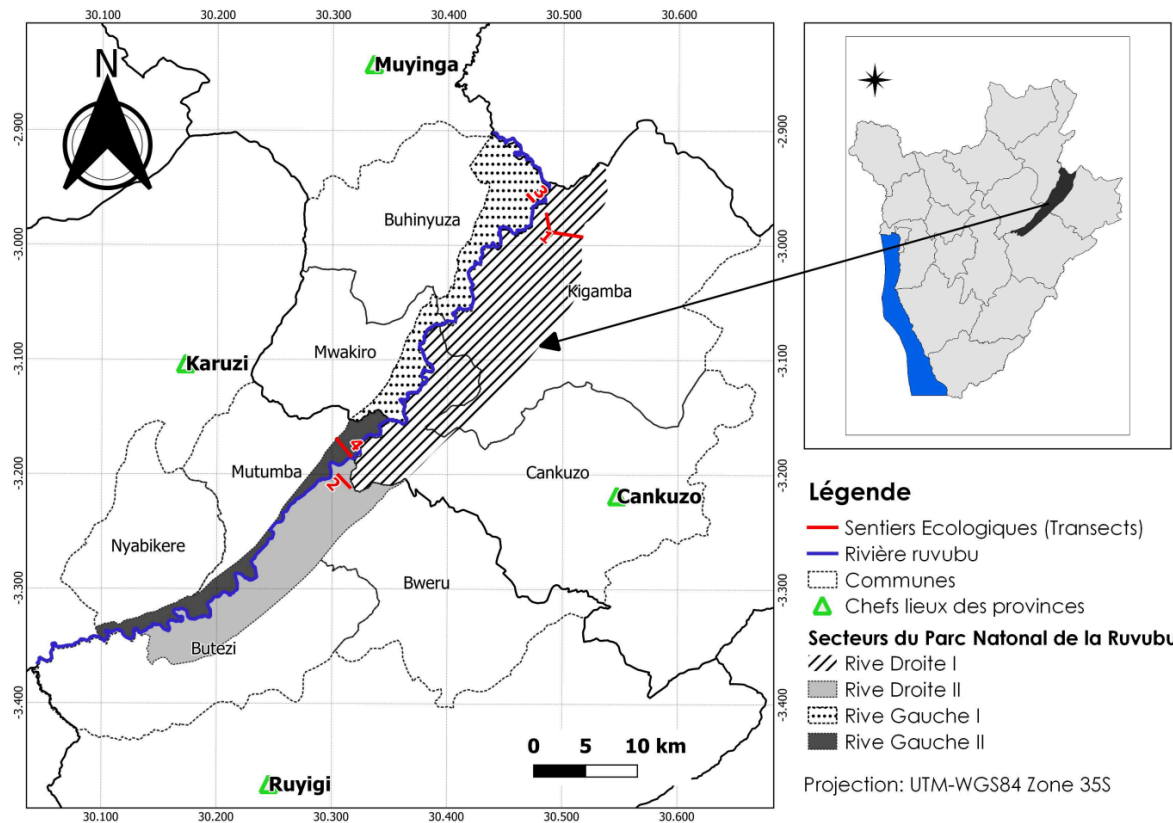 30.100 30.200 30.300 30.400 30.500 30.600
N
Muyinga
-2.900
-2.900
Buhinyuza
3
1
-3.000
-3.000
Kigamba
Mwakiro
Karuzi
-3.100
-3.100
4
2
Mutumba
Cankuzo
Cankuzo
-3.200
-3.200
Nyabikere
Bweru
-3.300
-3.300
Butezi
-3.400
-3.400
0 5 10 km
Ruyigi
30.100 30.200 30.300 30.400 30.500 30.600
Légende
Sentiers Ecologiques (Transects)
Rivière ruvubu
Communes
Chefs lieux des provinces
Secteurs du Parc Natonal de la Ruvubu
Rive Droite I
Rive Droite II
Rive Gauche I
Rive Gauche II
Projection: UTM-WGS84 Zone 35S